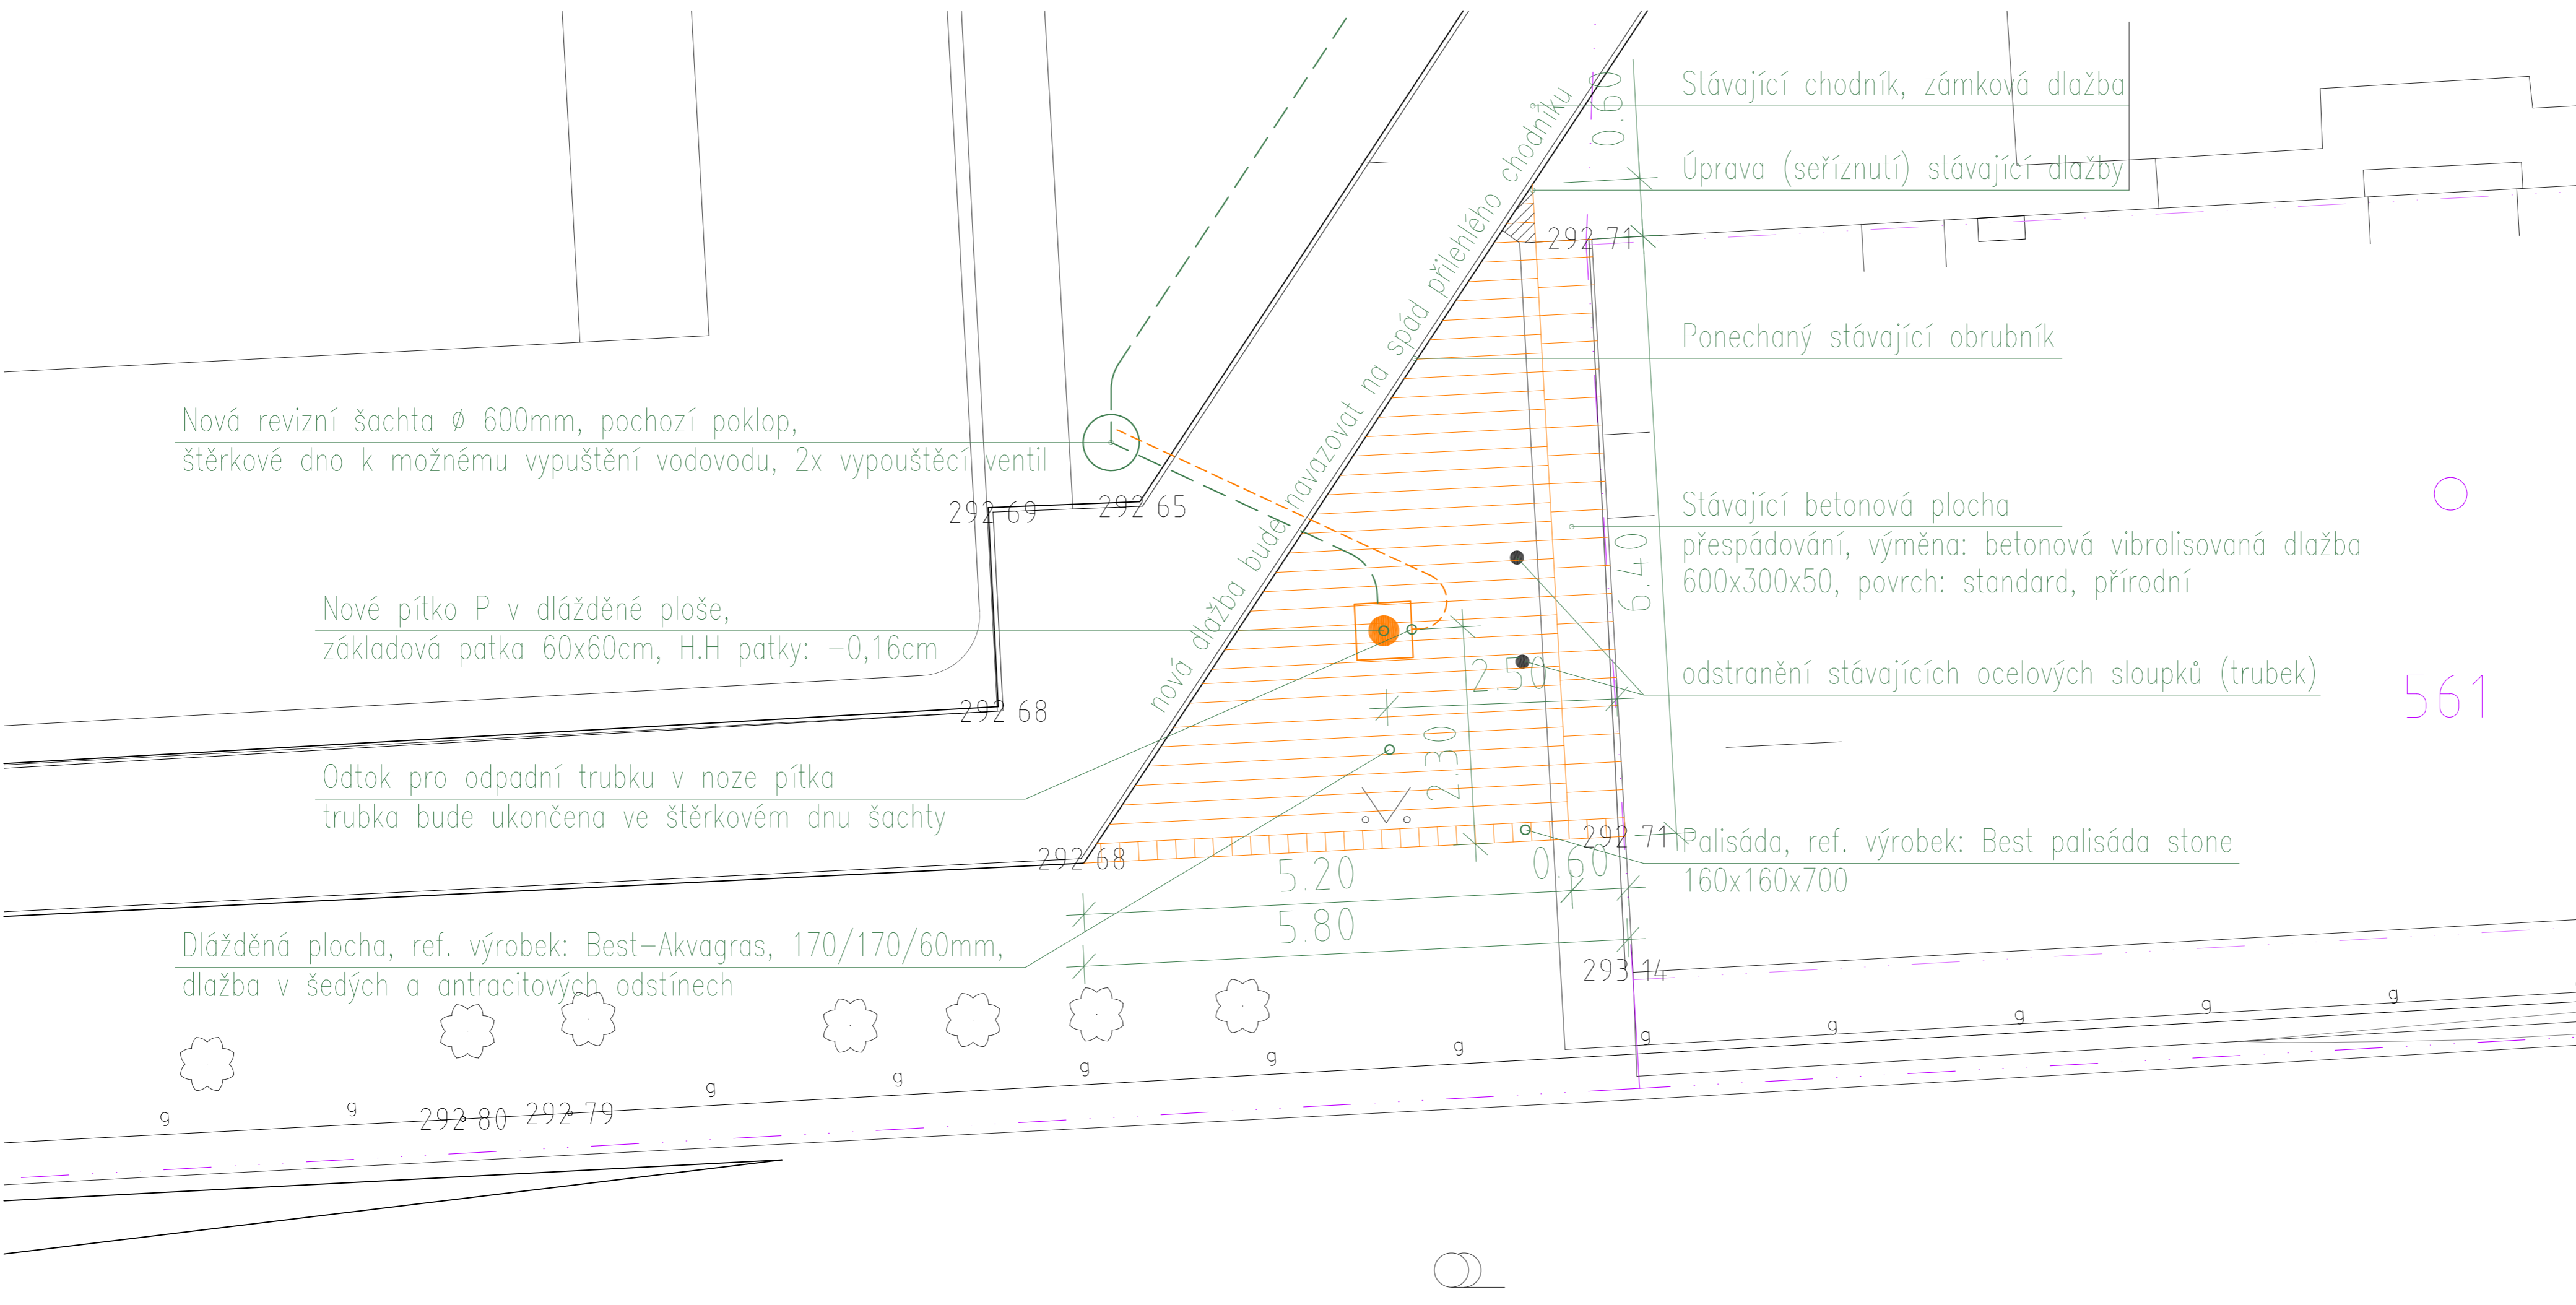 Stávající chodník, zámková dlažba
0.60
Úprava (seříznutí) stávající dlažby
292 71
nová dlažba bude navazovat na spád přilehlého chodníku
Ponechaný stávající obrubník
Nová revizní šachta Ø 600mm, pochozí poklop,
štěrkové dno k možnému vypuštění vodovodu, 2x vypouštěcí ventil
292 69
292 65
Stávající betonová plocha
přespádování, výměna: betonová vibrolisovaná dlažba
600x300x50, povrch: standard, přírodní
6.40
Nové pítko P v dlážděné ploše,
základová patka 60x60cm, H.H patky: -0,16cm
2.50
odstranění stávajících ocelových sloupků (trubek)
561
292 68
2.30
Odtok pro odpadní trubku v noze pítka
trubka bude ukončena ve štěrkovém dnu šachty
292 71
Palisáda, ref. výrobek: Best palisáda stone
160x160x700
292 68
5.20
0.60
5.80
Dlážděná plocha, ref. výrobek: Best-Akvagras, 170/170/60mm,
dlažba v šedých a antracitových odstínech
293 14
g g g g g g g g g g g g
292 80
292 79